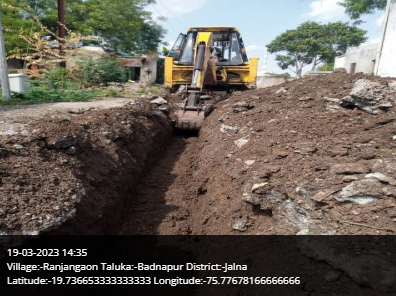 19-03-2023 14:35
Village:-Ranjangaon Taluka:-Badnapur District:-Jalna
Latitude:-19.736653333333333 Longitude:-75.77678166666666